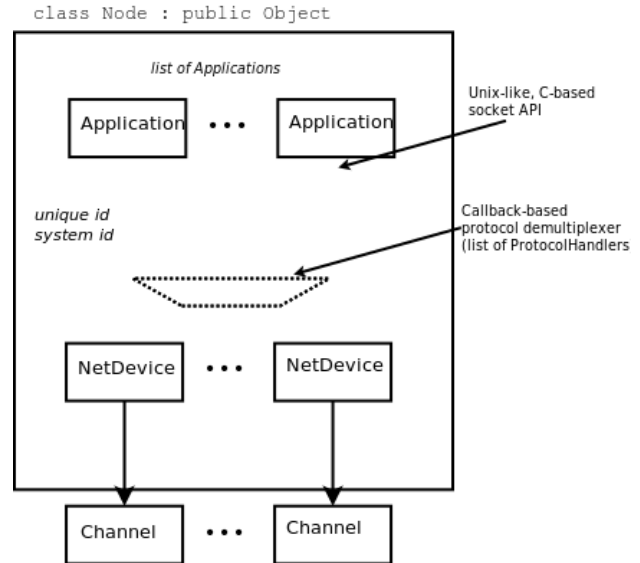 class Node : public Object
list of Applications
Application ••• Application
Unix-like, C-based
socket API
unique id
system id
Callback-based
protocol demultiplexer
(list of ProtocolHandlers
NetDevice ••• NetDevice
Channel ••• Channel